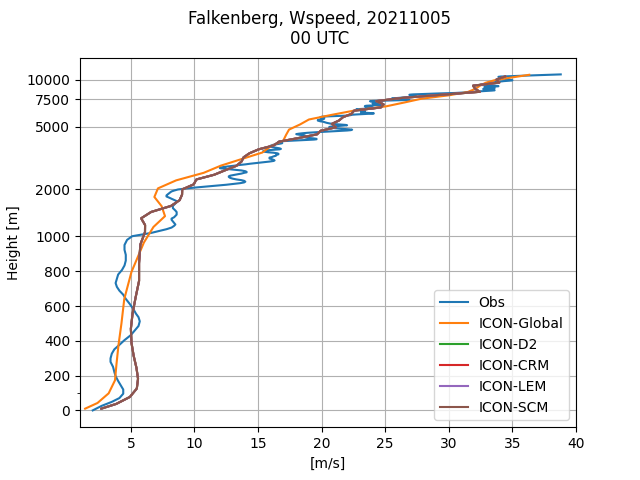 Falkenberg, Wspeed, 20211005
00 UTC
Height [m]
10000
7500
5000
2000
1000
800
600
400
200
0
Obs
ICON-Global
ICON-D2
ICON-CRM
ICON-LEM
ICON-SCM
5 10 15 20 25 30 35 40
[m/s]